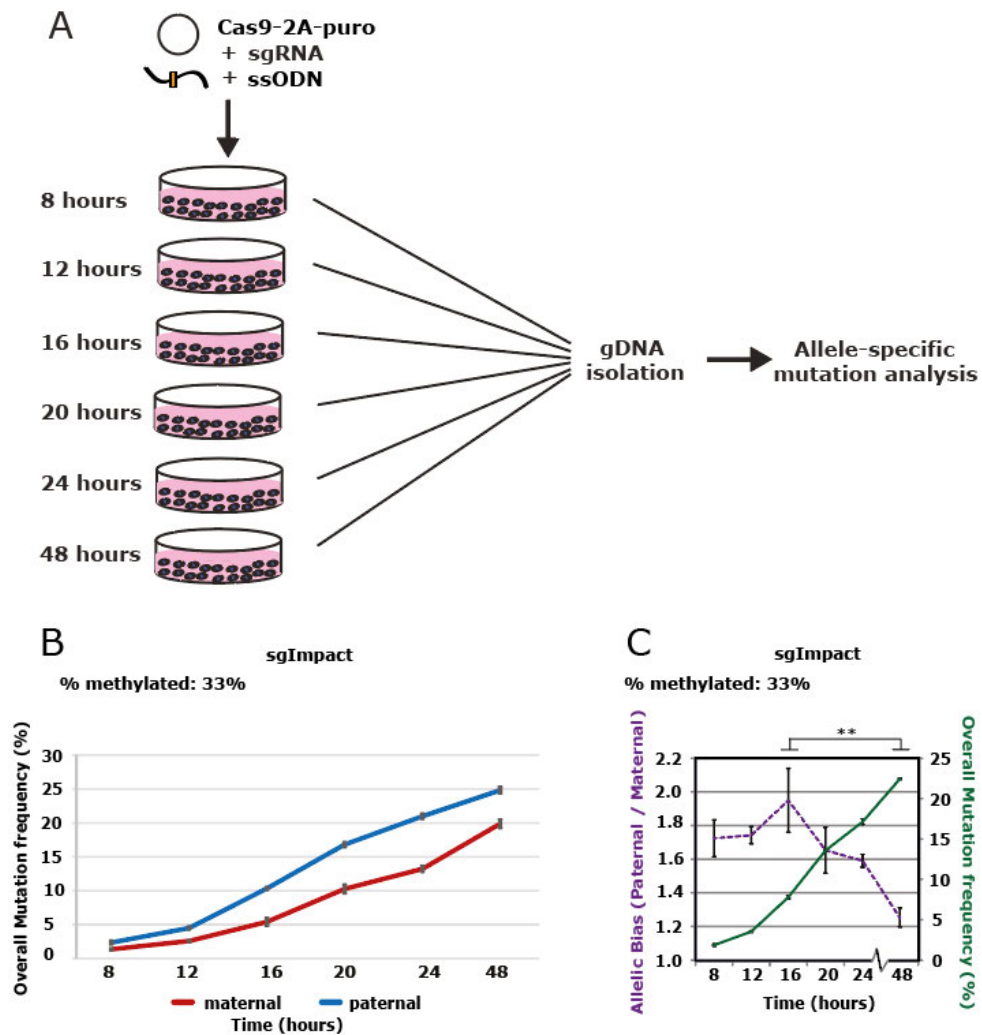 A
Cas9-2A-puro
+ sgRNA
+ ssODN
8 hours
12 hours
16 hours
20 hours
24 hours
48 hours
gDNA
isolation
Allele-specific
mutation analysis
B
sgImpact
% methylated: 33%
Overall Mutation frequency (%)
30
25
20
15
10
5
0
8 12 16 20 24 48
maternal paternal
Time (hours)
C
sgImpact
% methylated: 33%
**
Allelic Bias (Paternal / Maternal)
2.2
2.0
1.8
1.6
1.4
1.2
1.0
25
20
15
10
5
0
Overall Mutation frequency (%)
8 12 16 20 24 48
Time (hours)